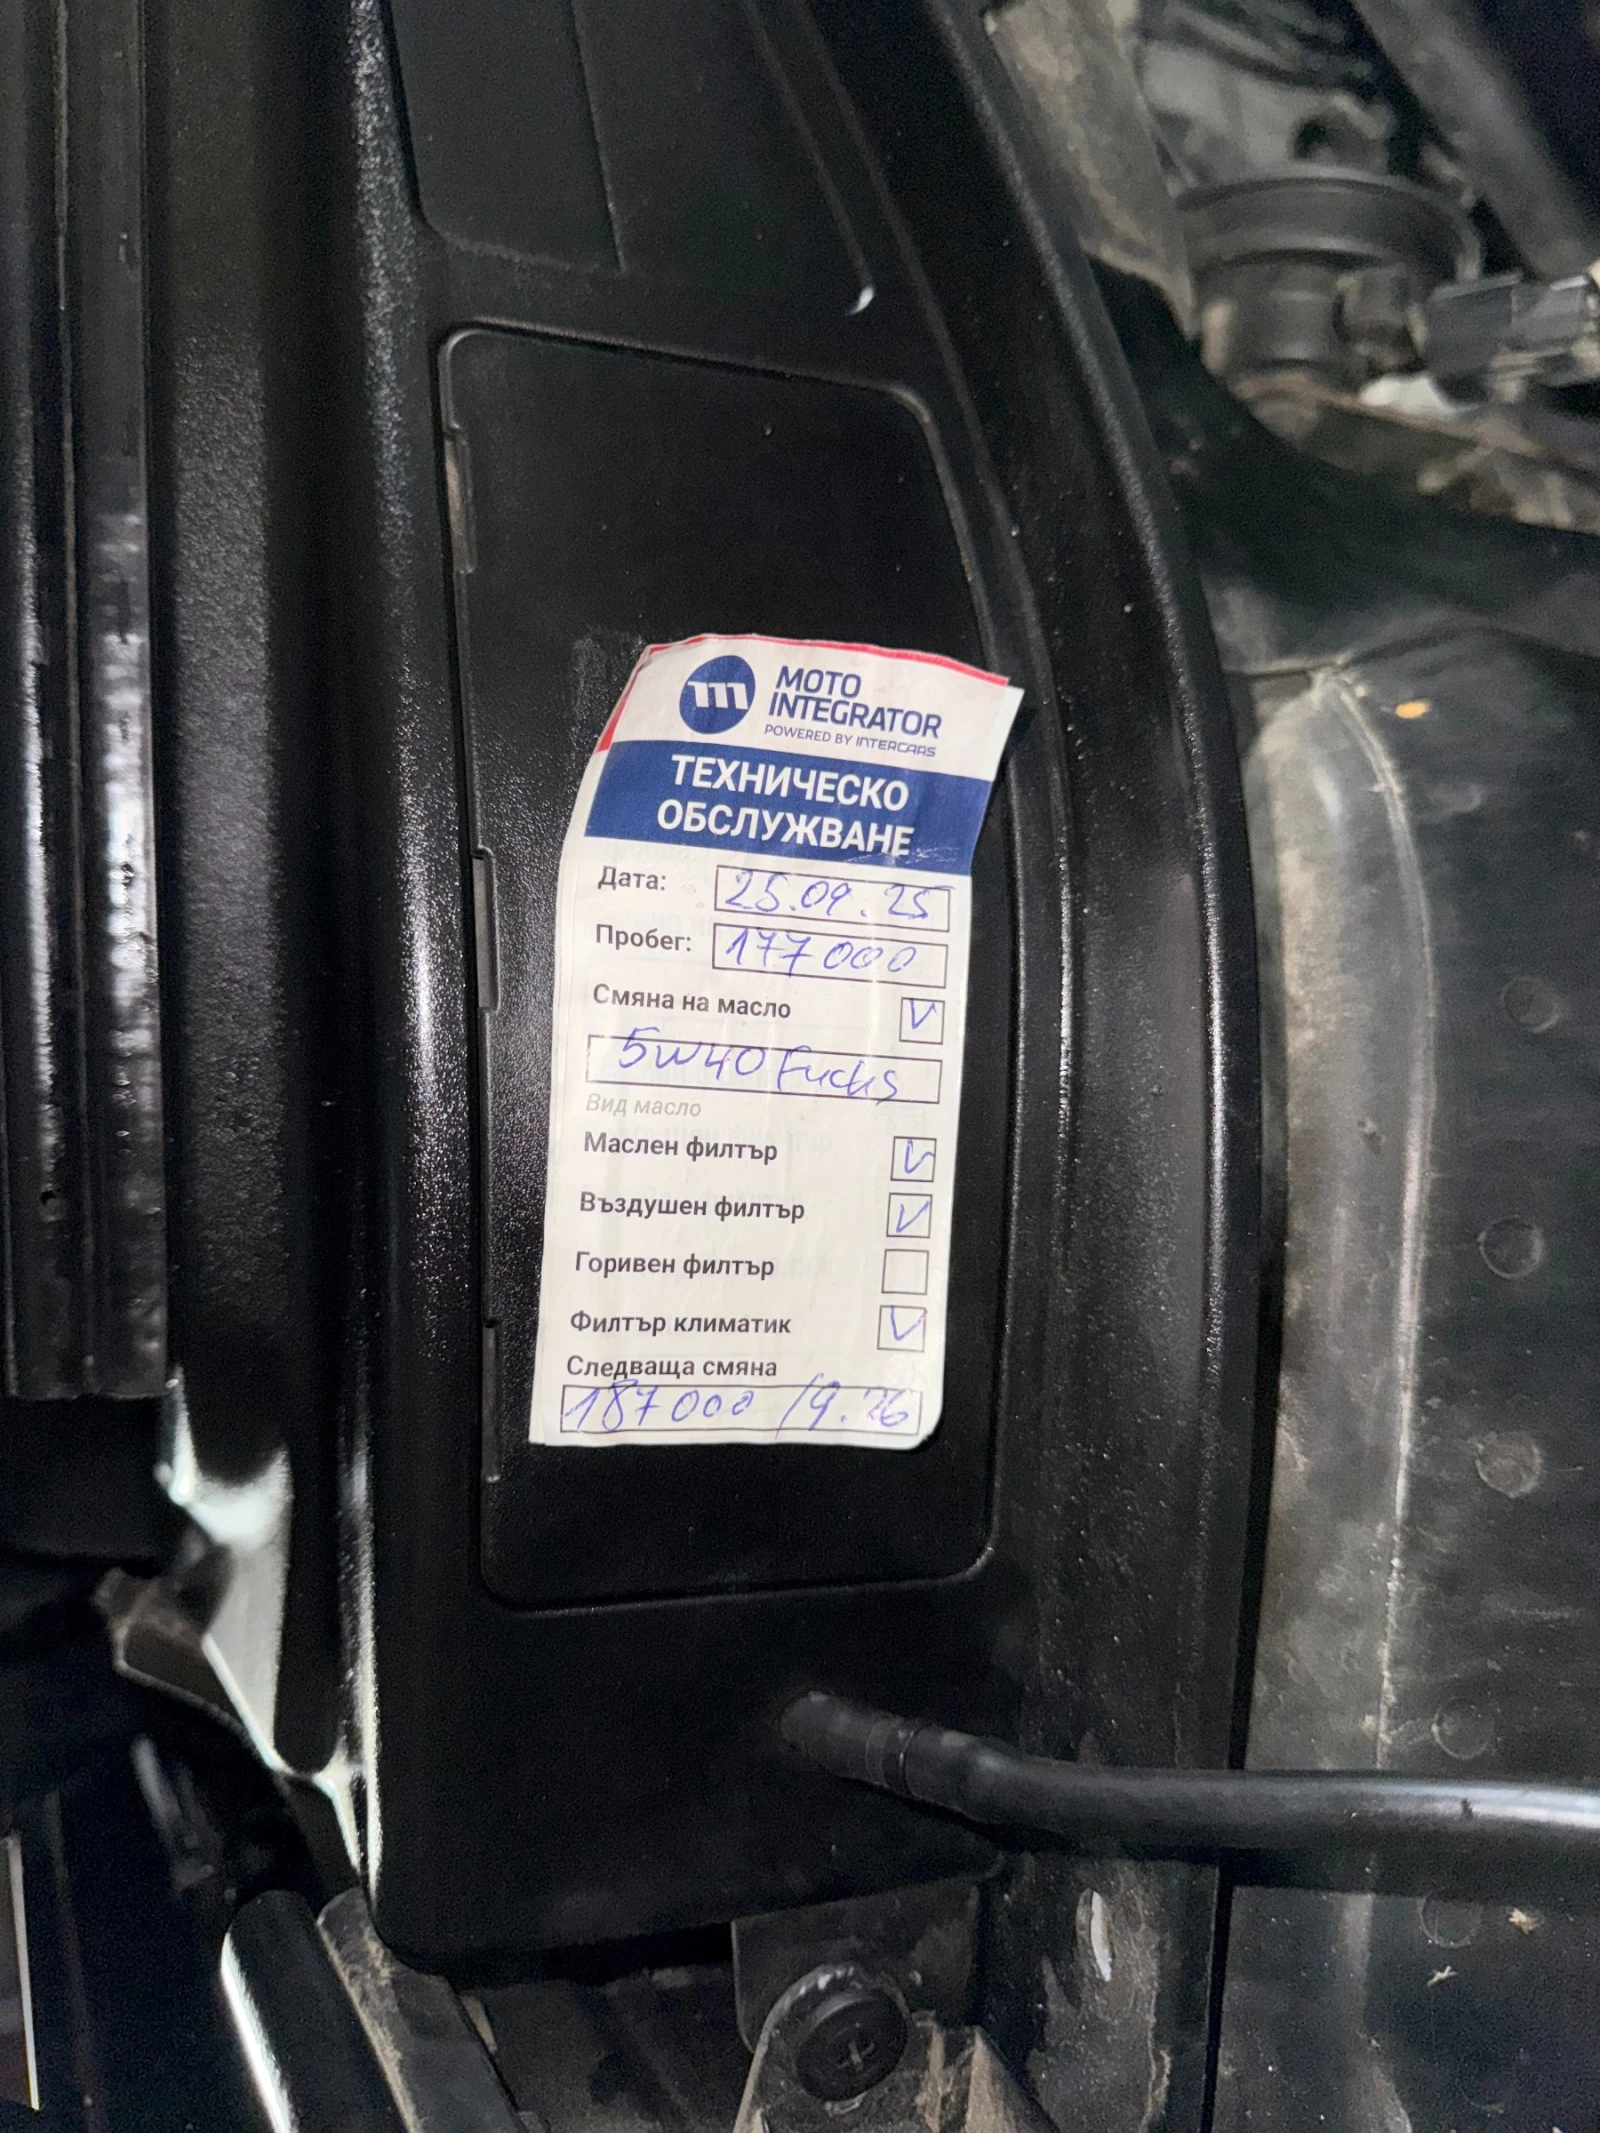 MOTO
INTEGRATOR
POWERED BY INTERCARS
ТЕХНИЧЕСКО
ОБСЛУЖВАНЕ
Дата: 25.09.25
Пробег: 177000
Смяна на масло V
5W40 Fuchs
Вид масло
Маслен филтър V
Въздушен филтър V
Горивен филтър
Филтър климатик V
Следваща смяна
187000 / 9.26